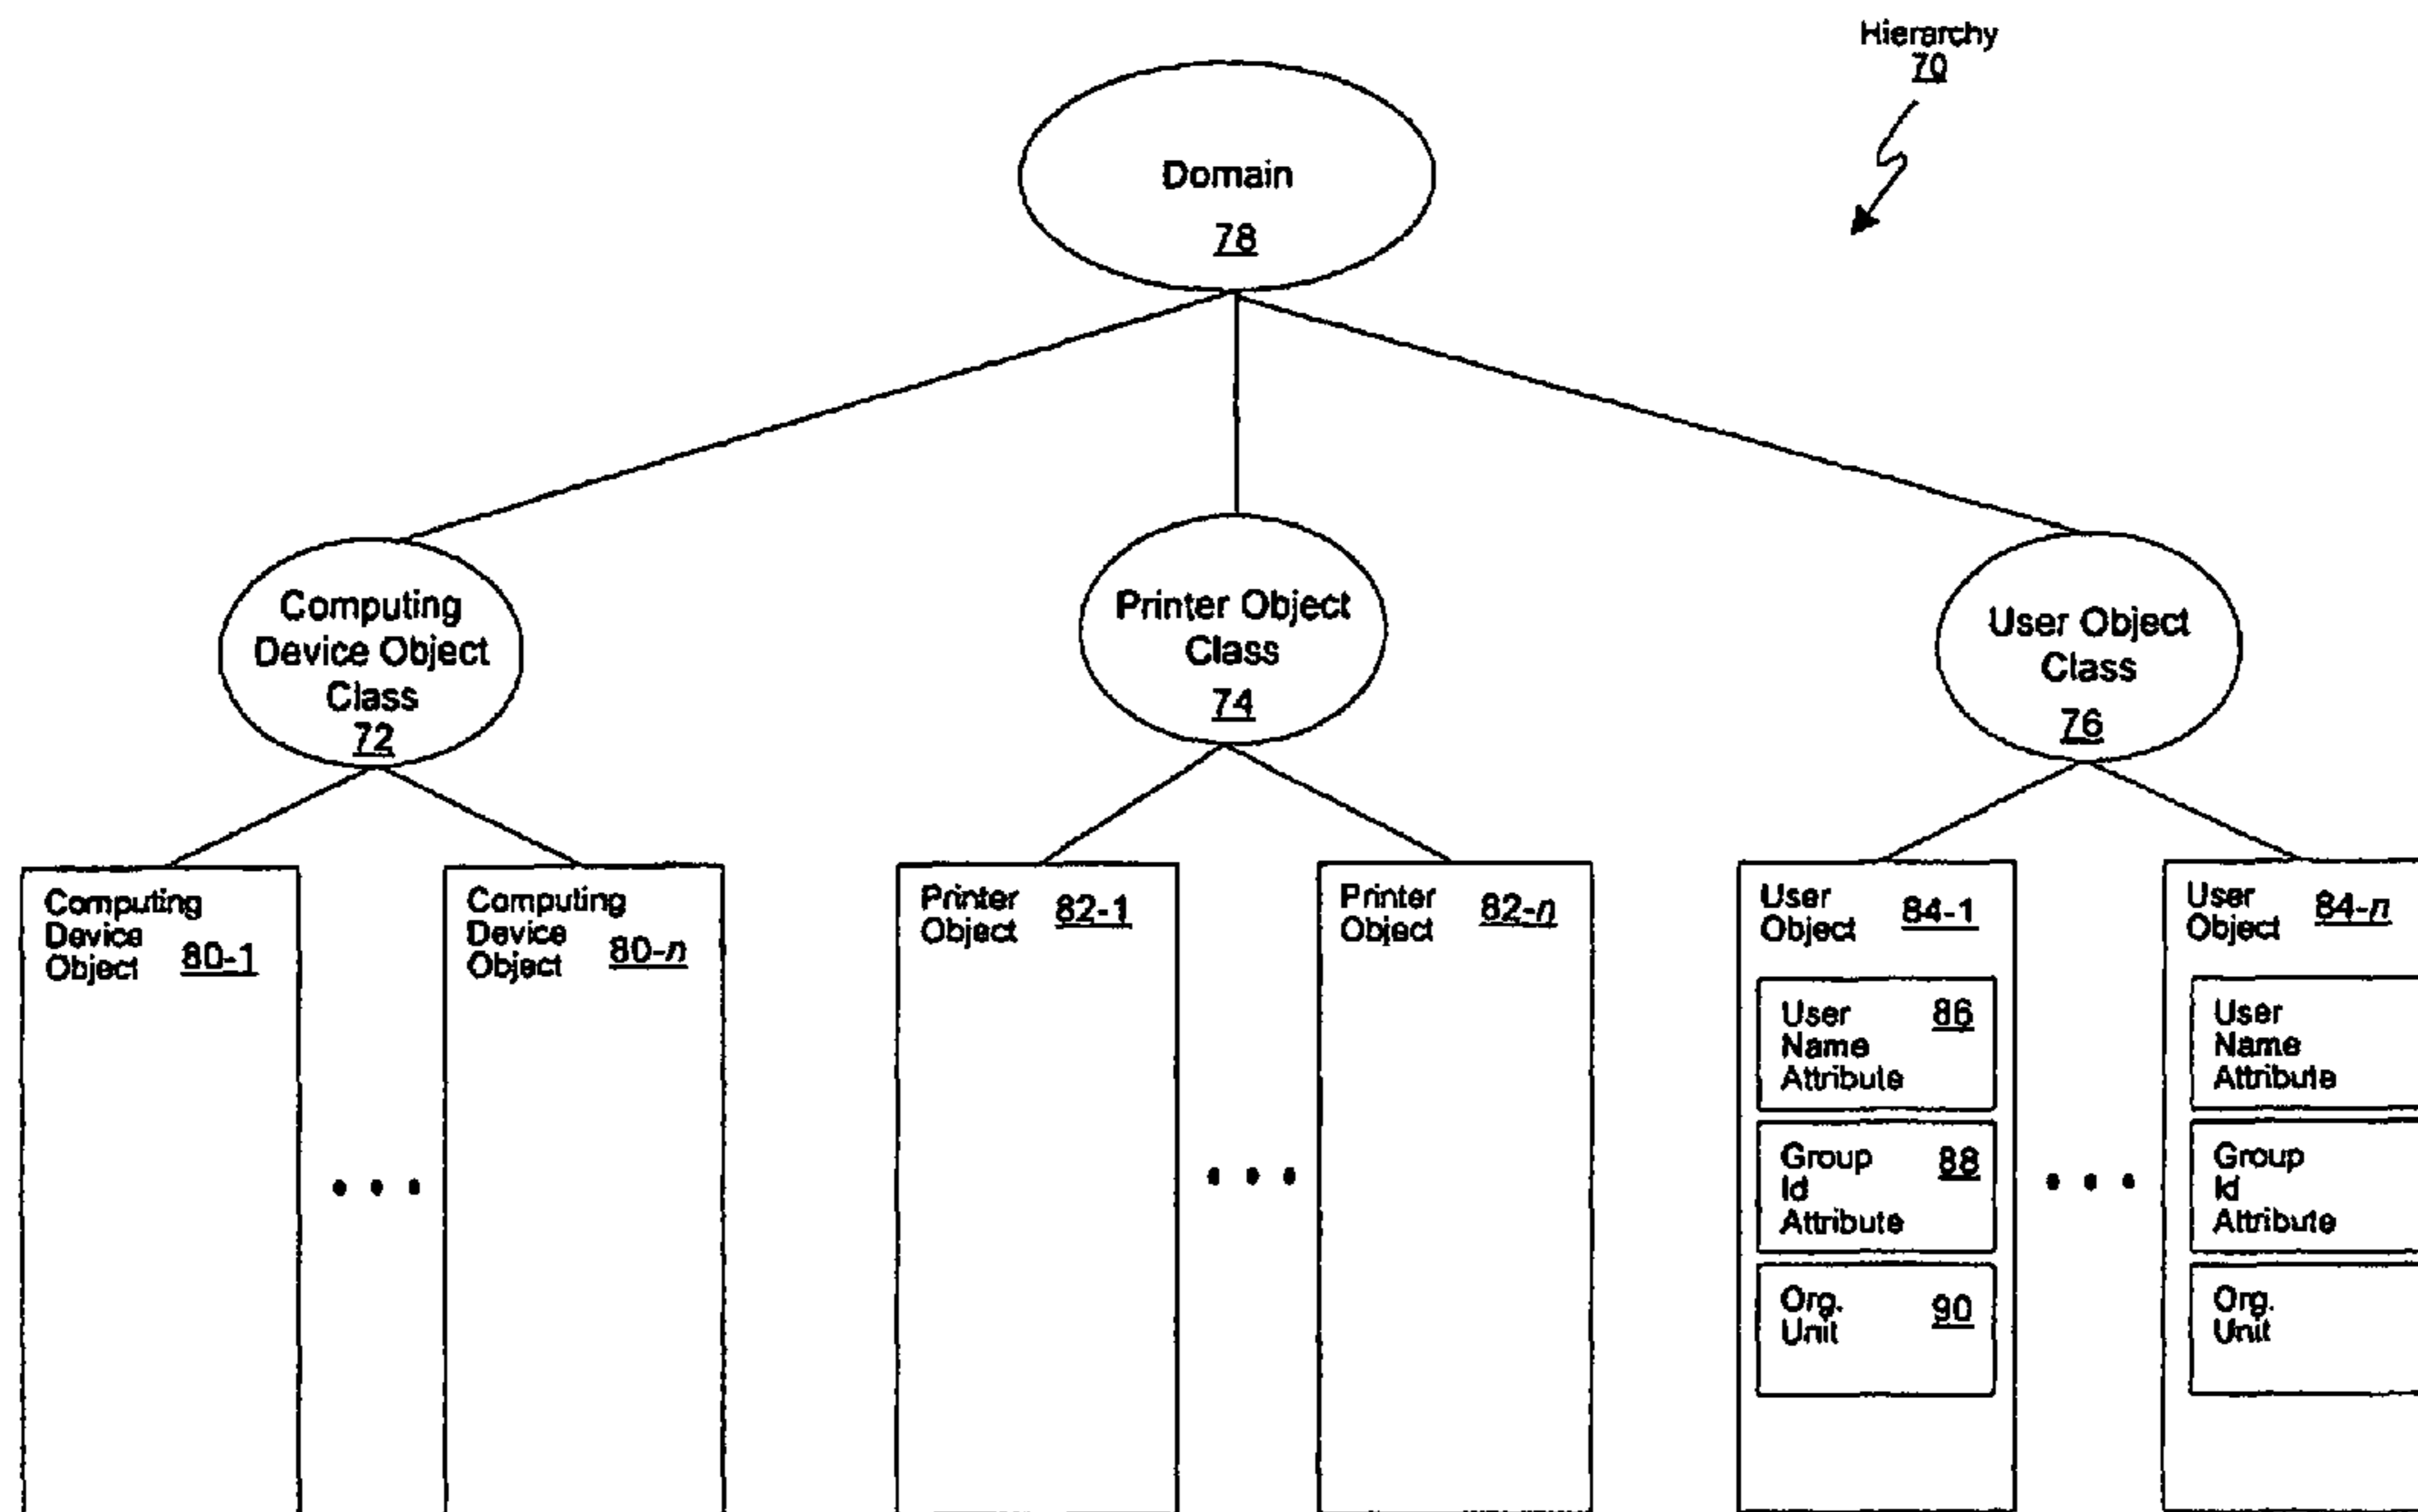 Hierarchy
70
Domain
78
Computing
Device Object
Class
72
Printer Object
Class
74
User Object
Class
76
Computing
Device
Object 80-1
Computing
Device
Object 80-n
Printer
Object 82-1
Printer
Object 82-n
User
Object 84-1
User 86
Name
Attribute
Group 88
Id
Attribute
Org. 90
Unit
User
Object 84-n
User
Name
Attribute
Group
Id
Attribute
Org.
Unit